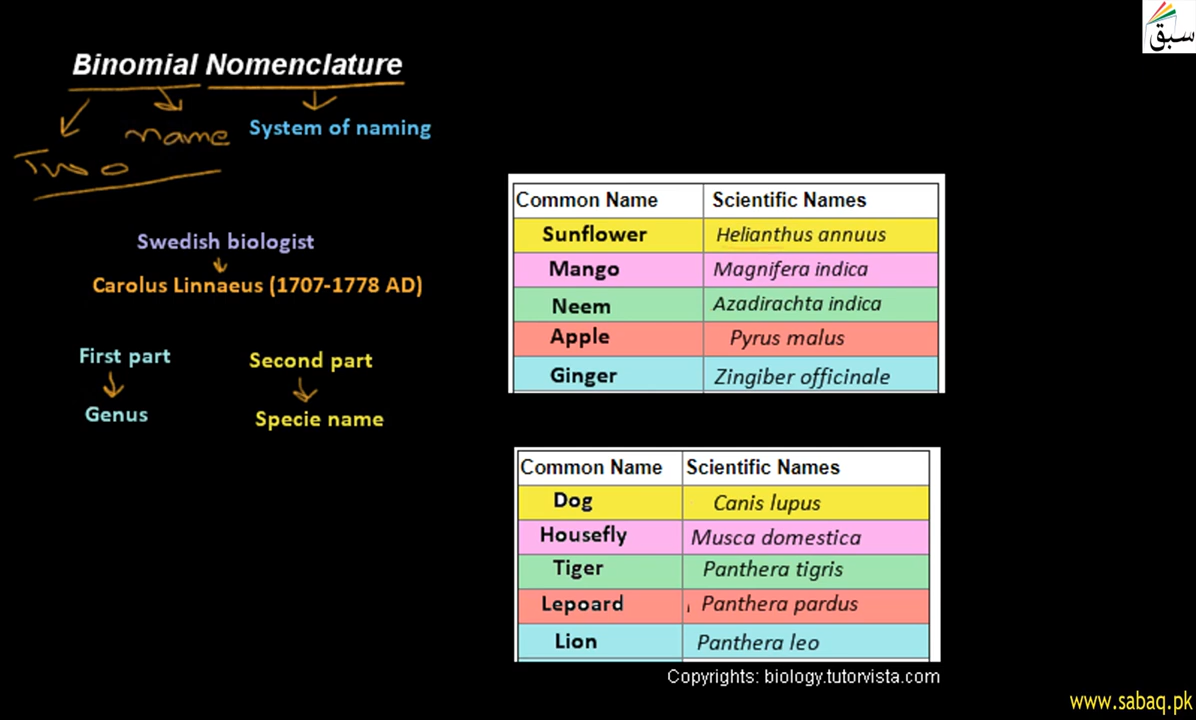 سبق
Binomial Nomenclature
Two
name
System of naming
Swedish biologist
Carolus Linnaeus (1707-1778 AD)
First part
Second part
Genus
Specie name
Common Name Scientific Names
Sunflower Helianthus annuus
Mango Magnifera indica
Neem Azadirachta indica
Apple Pyrus malus
Ginger Zingiber officinale
Common Name Scientific Names
Dog Canis lupus
Housefly Musca domestica
Tiger Panthera tigris
Lepoard Panthera pardus
Lion Panthera leo
Copyrights: biology.tutorvista.com
www.sabaq.pk